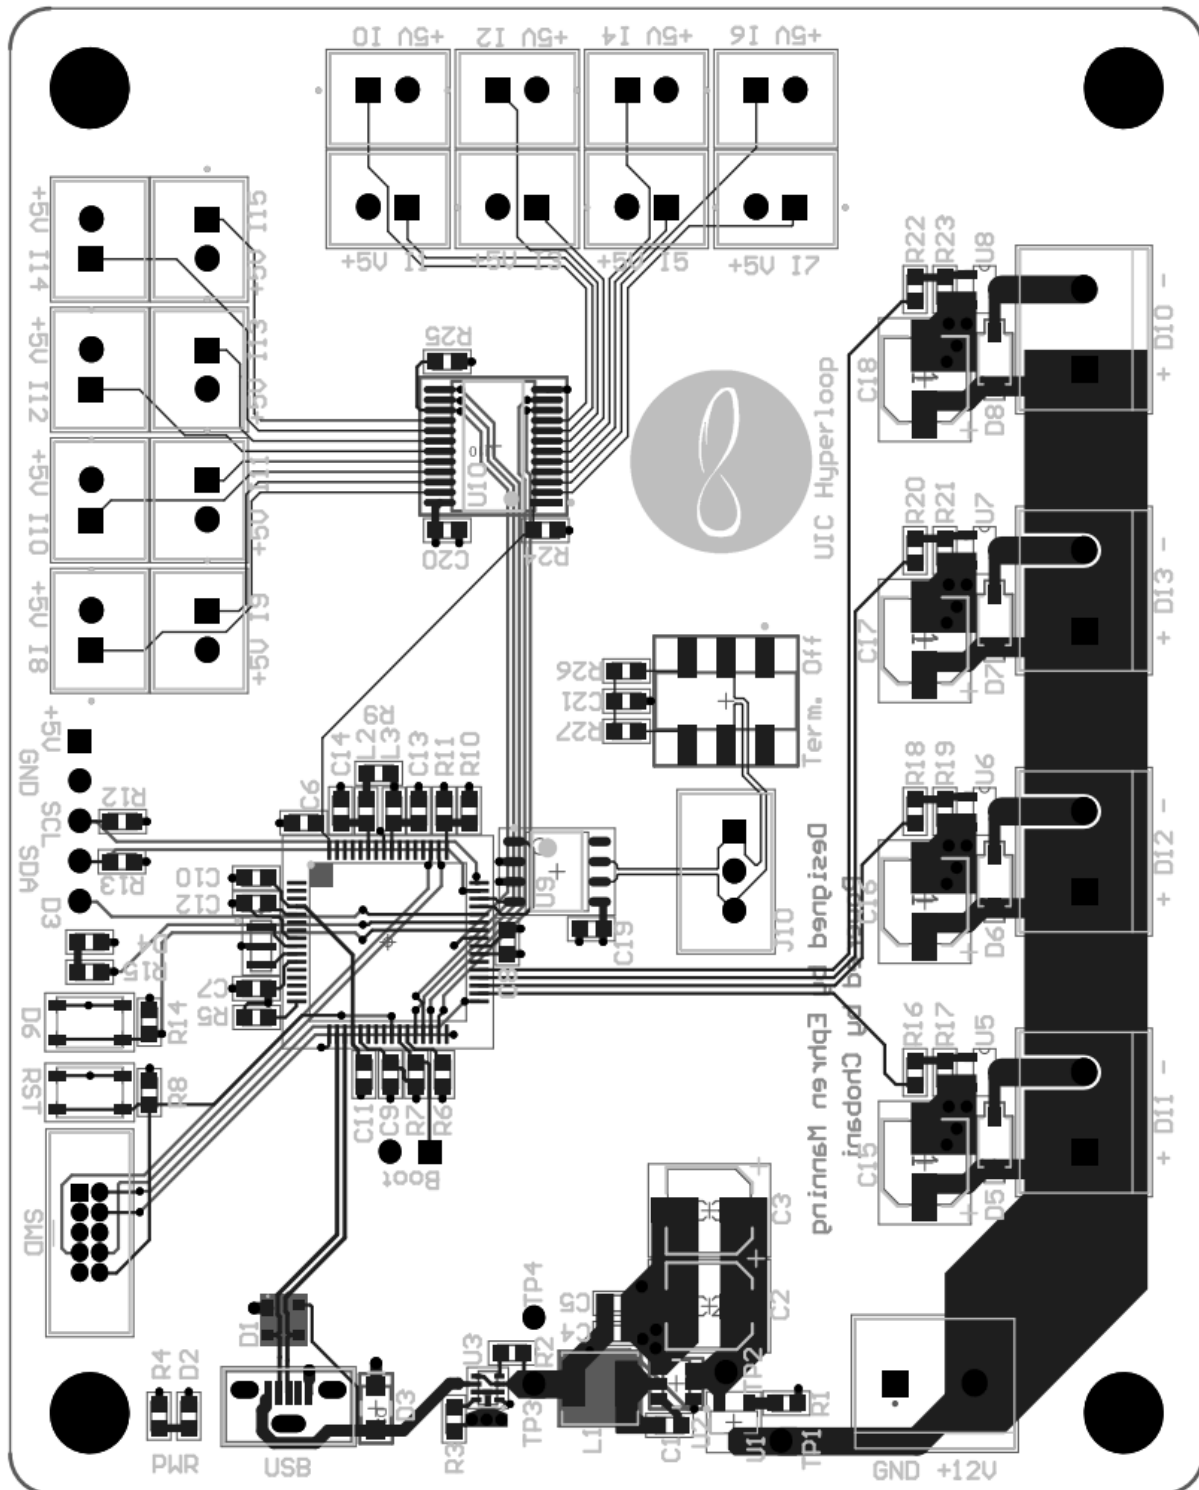 +5V I0 +5V I2 +5V I4 +5V I6
+5V I1 +5V I3 +5V I5 +5V I7
+5V I14
I15 +5V
+5V I12
I13 +5V
+5V I10
I11 +5V
+5V I8
I9 +5V
R25
U10
C20
R24
UIC Hyperloop
R22
R23
U8
C18
D8
+ D10 -
R20
R21
U7
C17
D7
+ D13 -
R18
R19
U6
C16
D6
+ D12 -
R16
R17
U5
C15
D5
+ D11 -
R26
C21
R27
Term. Off
+5V
GND
SCL
SDA
D3
R12
R13
C6
C14
L2
R9
L3
C13
R11
R10
C10
C12
R15
C7
R5
U9
C19
J10
D6
R14
RST
R8
C11
C9
R7
R6
Boot
SWD
Designed by Ephren Manning
Chobani
D1
R4
D2
PWR
USB
D3
U3
R3
R2
TP3
TP4
C5
C4
L1
C3
C2
TP2
C1
U2
U1
R1
TP1
GND +12V